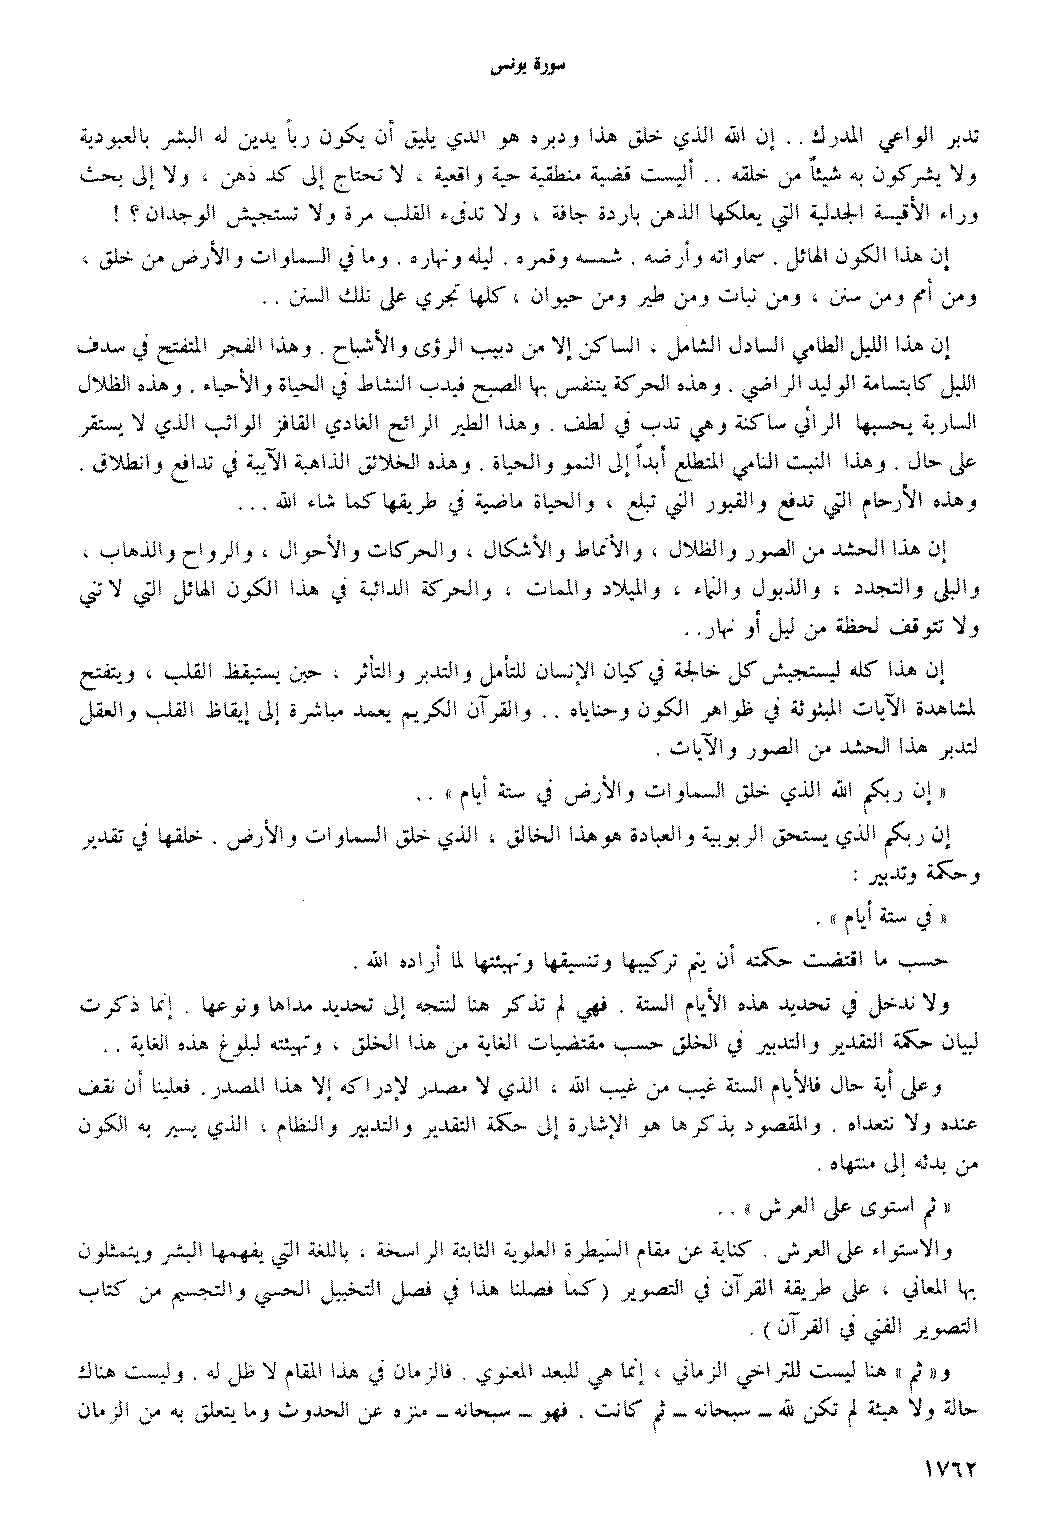 سورة يونس
تدبر الواعي المدرك .. إن الله الذي خلق هذا ودبره هو الذي يليق أن يكون رباً يدين له البشر بالعبودية
ولا يشركون به شيئاً من خلقه .. أليست قضية منطقية حية واقعية ، لا تحتاج إلى كد ذهن ، ولا إلى بحث
وراء الأقيسة الجدلية التي يعلكها الذهن باردة جافة ، ولا تدفىء القلب مرة ولا تستجيش الوجدان ؟ !
إن هذا الكون الهائل . سماواته وأرضه . شمسه وقمره . ليله ونهاره . وما في السماوات والأرض من خلق ،
ومن أمم ومن سنن ، ومن نبات ومن طير ومن حيوان ، كلها تجري على تلك السنن ..
إن هذا الليل الطامي السادل الشامل ، الساكن إلا من دبيب الرؤى والأشباح . وهذا الفجر المتفتح في سدف
الليل كابتسامة الوليد الراضي . وهذه الحركة يتنفس بها الصبح فيدب النشاط في الحياة والأحياء . وهذه الظلال
السارية يحسبها الرائي ساكنة وهي تدب في لطف . وهذا الطير الرائح الغادي القافز الواثب الذي لا يستقر
على حال . وهذا النبت النامي المتطلع أبداً إلى النمو والحياة . وهذه الخلائق الذاهبة الآيبة في تدافع وانطلاق .
وهذه الأرحام التي تدفع والقبور التي تبلع ، والحياة ماضية في طريقها كما شاء الله ...
إن هذا الحشد من الصور والظلال ، والأنماط والأشكال ، والحركات والأحوال ، والرواح والذهاب ،
والبلى والتجدد ، والذبول والنماء ، والميلاد والممات ، والحركة الدائبة في هذا الكون الهائل التي لا تني
ولا تتوقف لحظة من ليل أو نهار ..
إن هذا كله ليستجيش كل خالجة في كيان الإنسان للتأمل والتدبر والتأثر ، حين يستيقظ القلب ، ويتفتح
لمشاهدة الآيات المبثوثة في ظواهر الكون وحناياه .. والقرآن الكريم يعمد مباشرة إلى إيقاظ القلب والعقل
لتدبر هذا الحشد من الصور والآيات .
« إن ربكم الله الذي خلق السماوات والأرض في ستة أيام » ..
إن ربكم الذي يستحق الربوبية والعبادة هو هذا الخالق ، الذي خلق السماوات والأرض . خلقها في تقدير
وحكمة وتدبير :
« في ستة أيام » .
حسب ما اقتضت حكمته أن يتم تركيبها وتنسيقها وتهيئتها لما أراده الله .
ولا ندخل في تحديد هذه الأيام الستة . فهي لم تذكر هنا لنتجه إلى تحديد مداها ونوعها . إنما ذكرت
لبيان حكمة التقدير والتدبير في الخلق حسب مقتضيات الغاية من هذا الخلق ، وتهيئته لبلوغ هذه الغاية ..
وعلى أية حال فالأيام الستة غيب من غيب الله ، الذي لا مصدر لإدراكه إلا هذا المصدر . فعلينا أن نقف
عنده ولا نتعداه . والمقصود بذكرها هو الإشارة إلى حكمة التقدير والتدبير والنظام ، الذي يسير به الكون
من بدئه إلى منتهاه .
« ثم استوى على العرش » ..
والاستواء على العرش . كناية عن مقام السيطرة العلوية الثابتة الراسخة ، باللغة التي يفهمها البشر ويتمثلون
بها المعاني ، على طريقة القرآن في التصوير ( كما فصلنا هذا في فصل التخييل الحسي والتجسيم من كتاب
التصوير الفني في القرآن ) .
و« ثم » هنا ليست للتراخي الزماني ، إنما هي للبعد المعنوي . فالزمان في هذا المقام لا ظل له . وليست هناك
حالة ولا هيئة لم تكن لله ــ سبحانه ــ ثم كانت . فهو ــ سبحانه ــ منزه عن الحدوث وما يتعلق به من الزمان
١٧٦٢